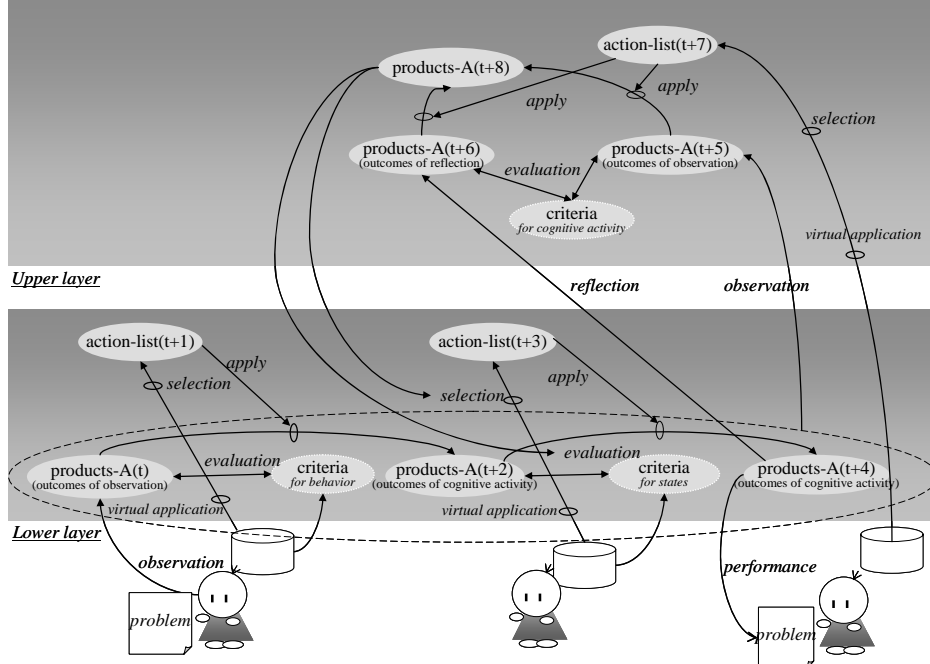 action-list(t+7)
products-A(t+8)
apply
apply
selection
products-A(t+6)
(outcomes of reflection)
products-A(t+5)
(outcomes of observation)
evaluation
criteria
for cognitive activity
virtual application
Upper layer
reflection
observation
action-list(t+1)
action-list(t+3)
apply
apply
selection
selection
evaluation
evaluation
products-A(t)
(outcomes of observation)
criteria
for behavior
products-A(t+2)
(outcomes of cognitive activity)
criteria
for states
products-A(t+4)
(outcomes of cognitive activity)
virtual application
virtual application
Lower layer
observation
performance
problem
problem